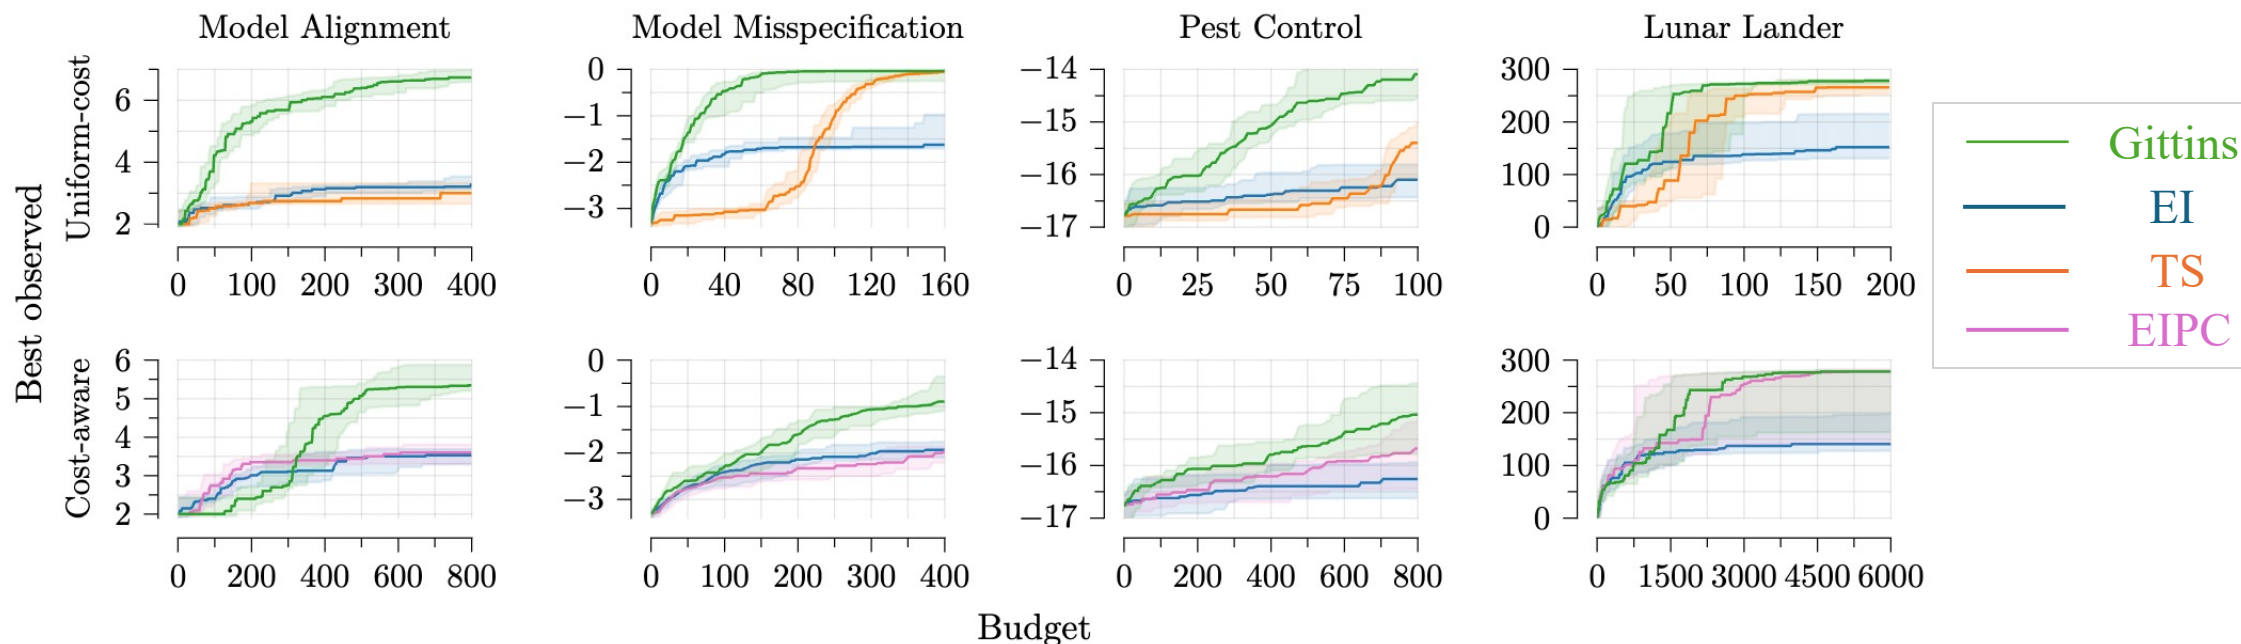 Model Alignment
Model Misspecification
Pest Control
Lunar Lander
Best observed
Uniform-cost
6
4
2
0 100 200 300 400
0
−1
−2
−3
0 40 80 120 160
−14
−15
−16
−17
0 25 50 75 100
300
200
100
0
0 50 100 150 200
Gittins
EI
TS
EIPC
Cost-aware
6
5
4
3
2
0 200 400 600 800
0
−1
−2
−3
0 100 200 300 400
−14
−15
−16
−17
0 200 400 600 800
300
200
100
0
0 1500 3000 4500 6000
Budget